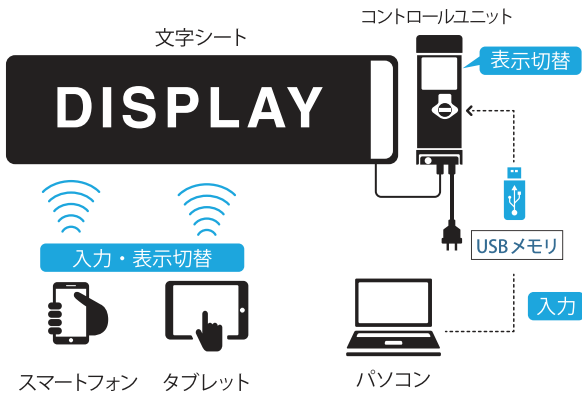 コントロールユニット
文字シート
表示切替
DISPLAY
入力・表示切替
USBメモリ
入力
スマートフォン
タブレット
パソコン